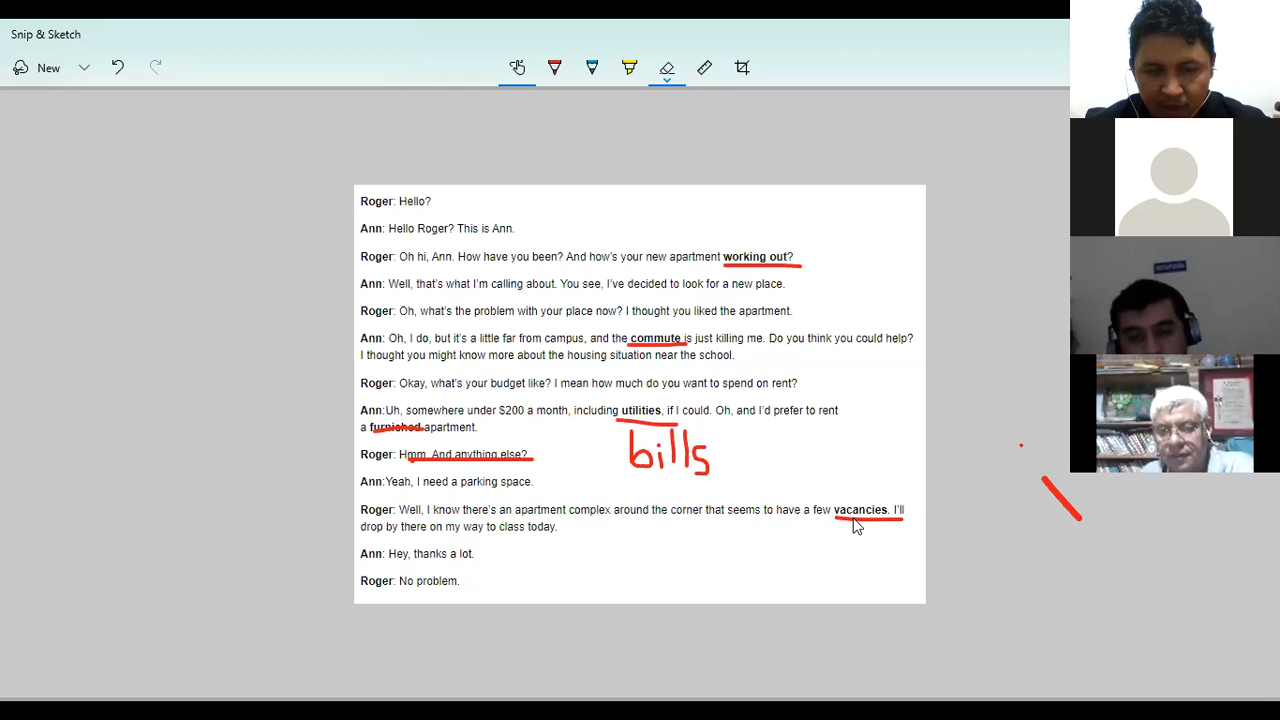 Snip & Sketch
New
Roger: Hello?
Ann: Hello Roger? This is Ann.
Roger: Oh hi, Ann. How have you been? And how's your new apartment working out?
Ann: Well, that's what I'm calling about. You see, I've decided to look for a new place.
Roger: Oh, what's the problem with your place now? I thought you liked the apartment.
Ann: Oh, I do, but it's a little far from campus, and the commute is just killing me. Do you think you could help?
I thought you might know more about the housing situation near the school.
Roger: Okay, what's your budget like? I mean how much do you want to spend on rent?
Ann:Uh, somewhere under $200 a month, including utilities, if I could. Oh, and I'd prefer to rent
a furnished apartment.
bills
Roger: Hmm. And anything else?
Ann:Yeah, I need a parking space.
Roger: Well, I know there's an apartment complex around the corner that seems to have a few vacancies. I'll
drop by there on my way to class today.
Ann: Hey, thanks a lot.
Roger: No problem.